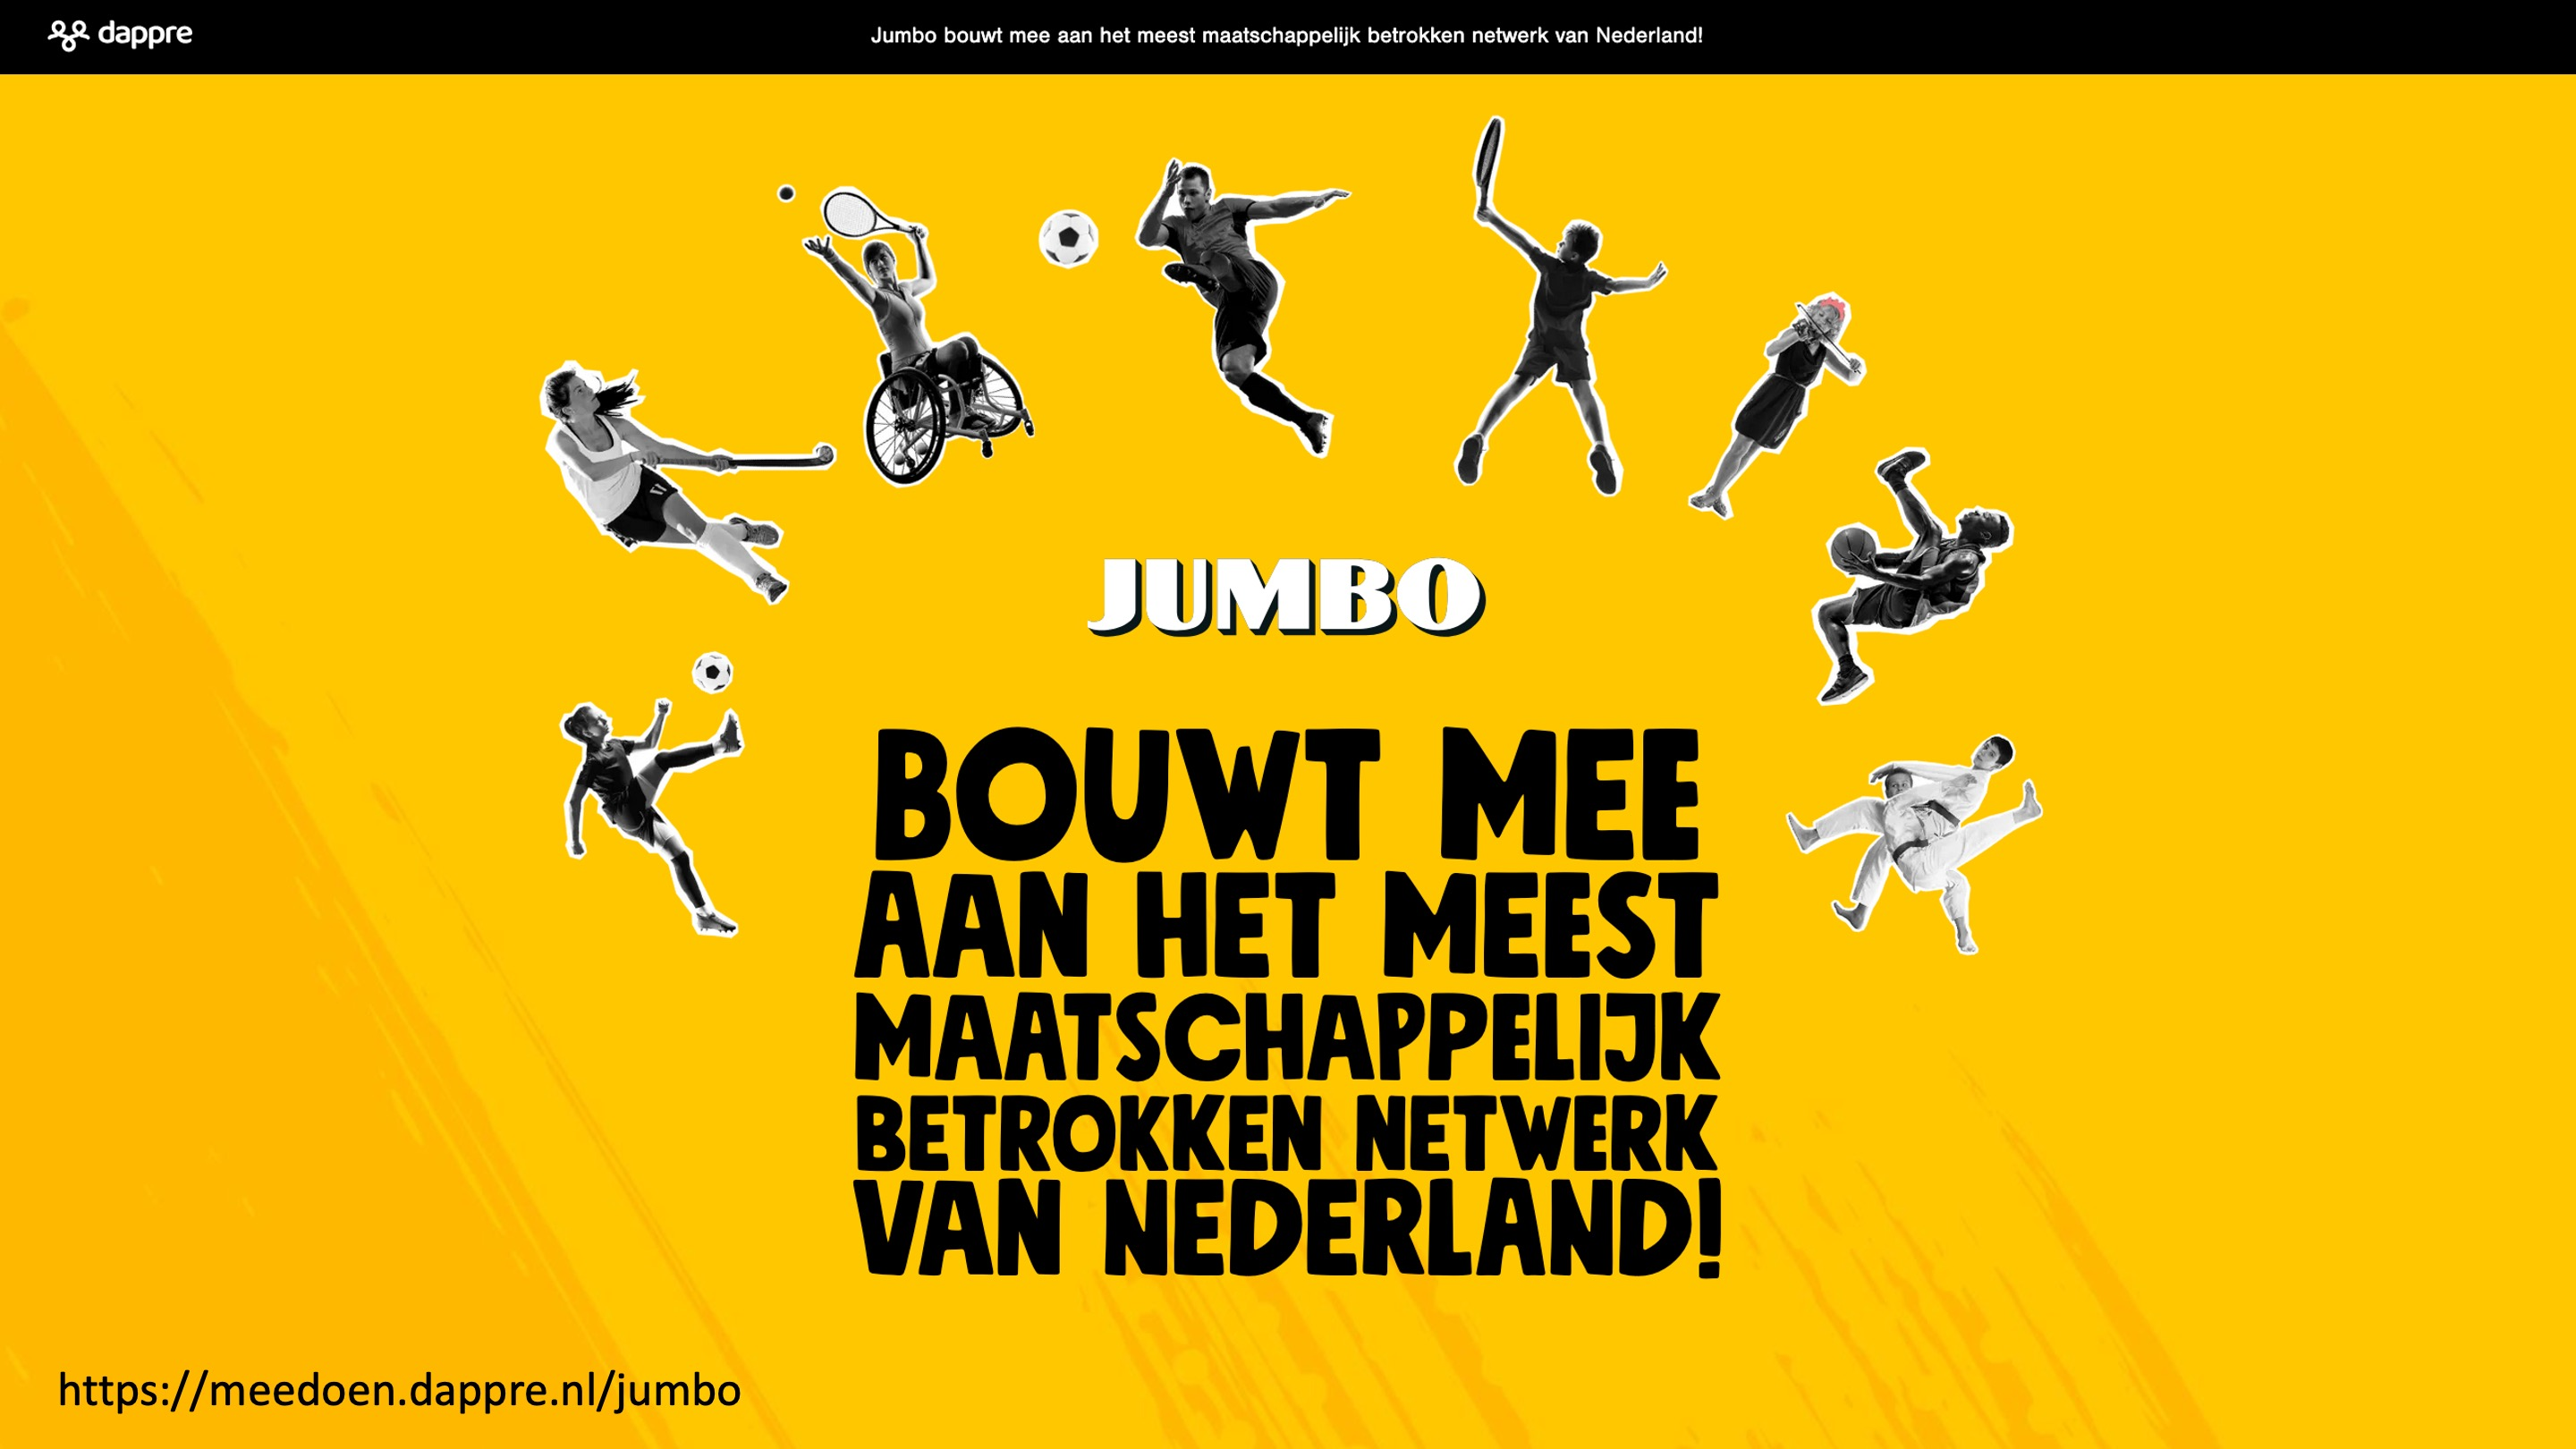 dappre
Jumbo bouwt mee aan het meest maatschappelijk betrokken netwerk van Nederland!
JUMBO
BOUWT MEE
AAN HET MEEST
MAATSCHAPPELIJK
BETROKKEN NETWERK
VAN NEDERLAND!
https://meedoen.dappre.nl/jumbo